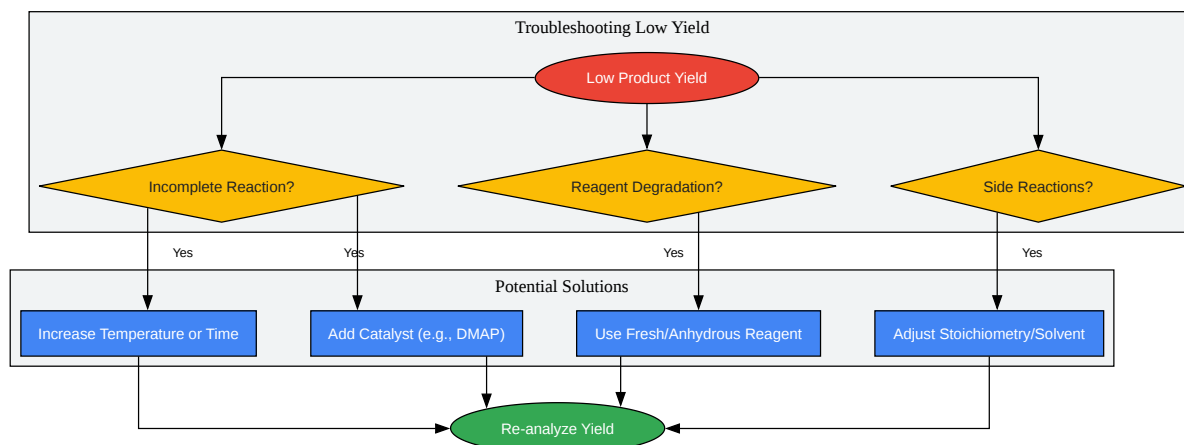 Troubleshooting Low Yield
Low Product Yield
Incomplete Reaction?
Reagent Degradation?
Side Reactions?
Yes
Yes
Yes
Yes
Potential Solutions
Increase Temperature or Time
Add Catalyst (e.g., DMAP)
Use Fresh/Anhydrous Reagent
Adjust Stoichiometry/Solvent
Re-analyze Yield